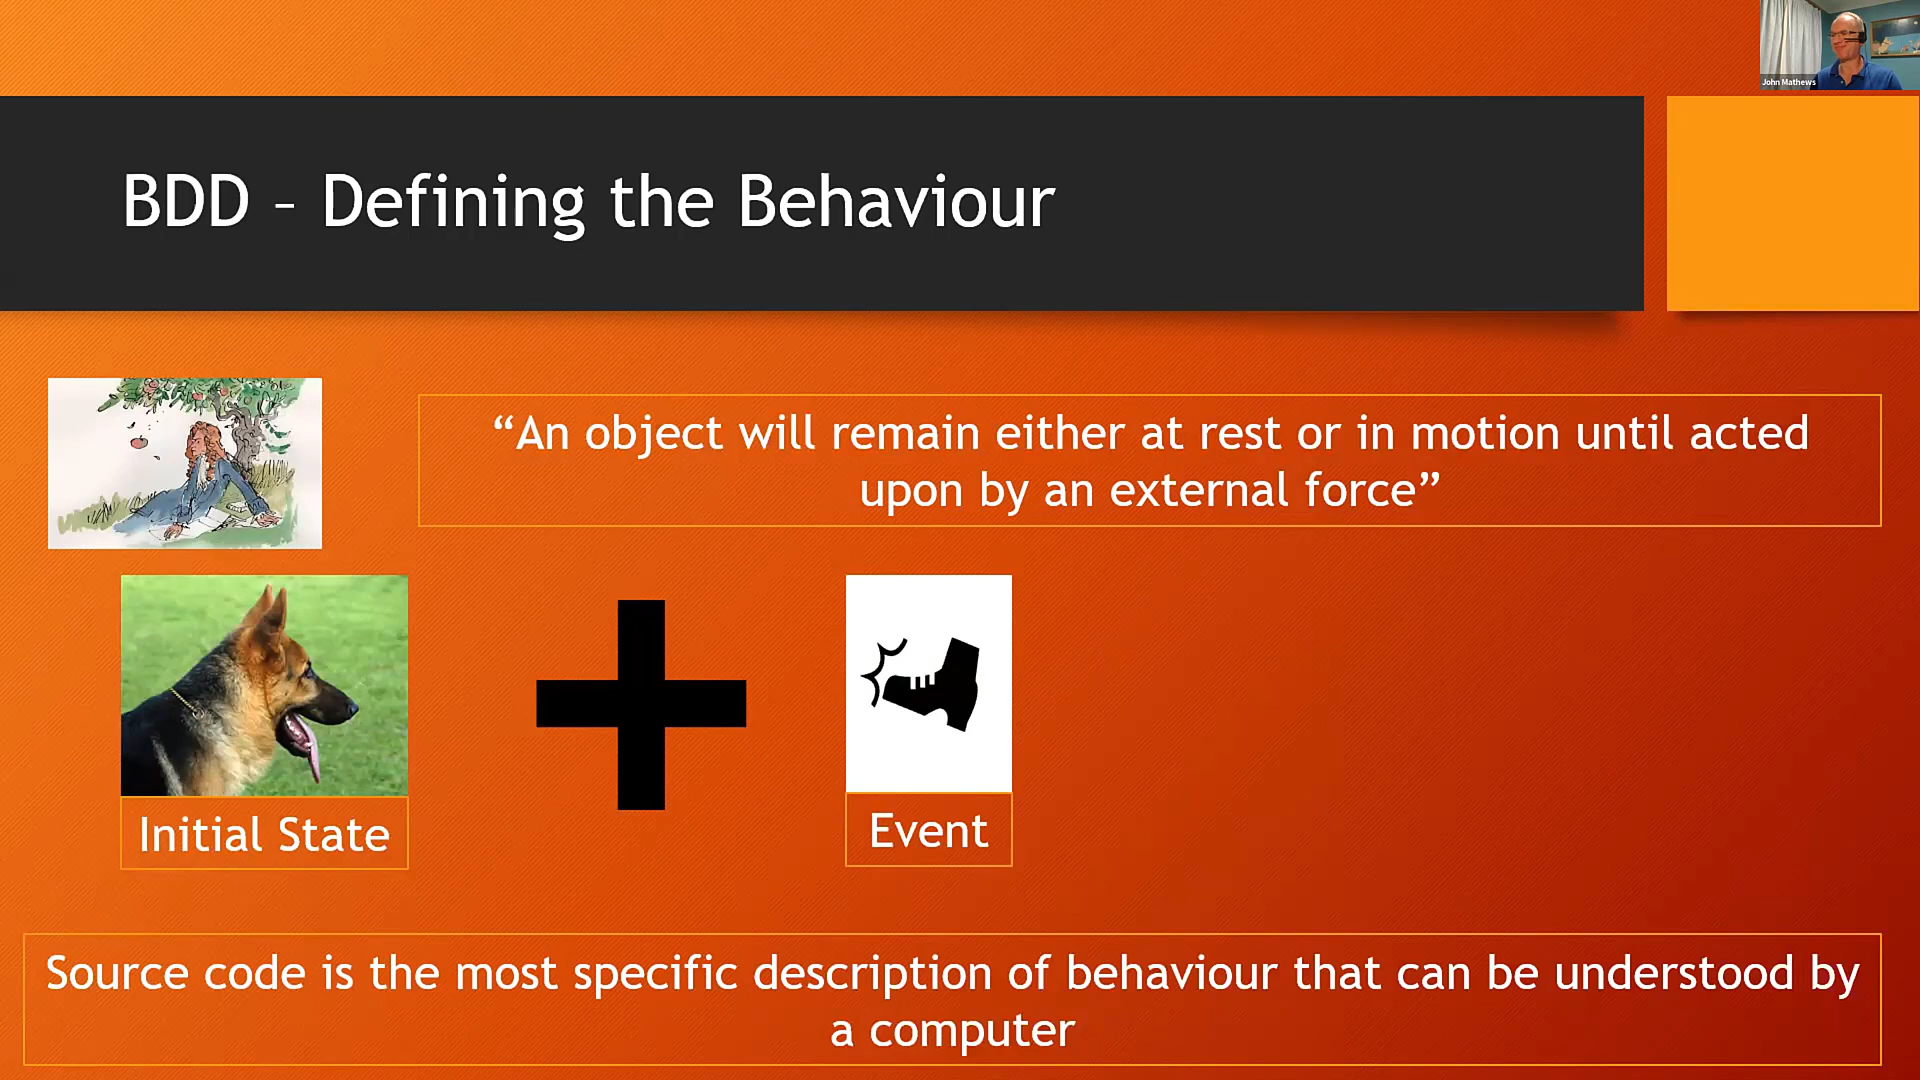 John Mathews
BDD – Defining the Behaviour
“An object will remain either at rest or in motion until acted
upon by an external force”
Initial State
Event
Source code is the most specific description of behaviour that can be understood by
a computer